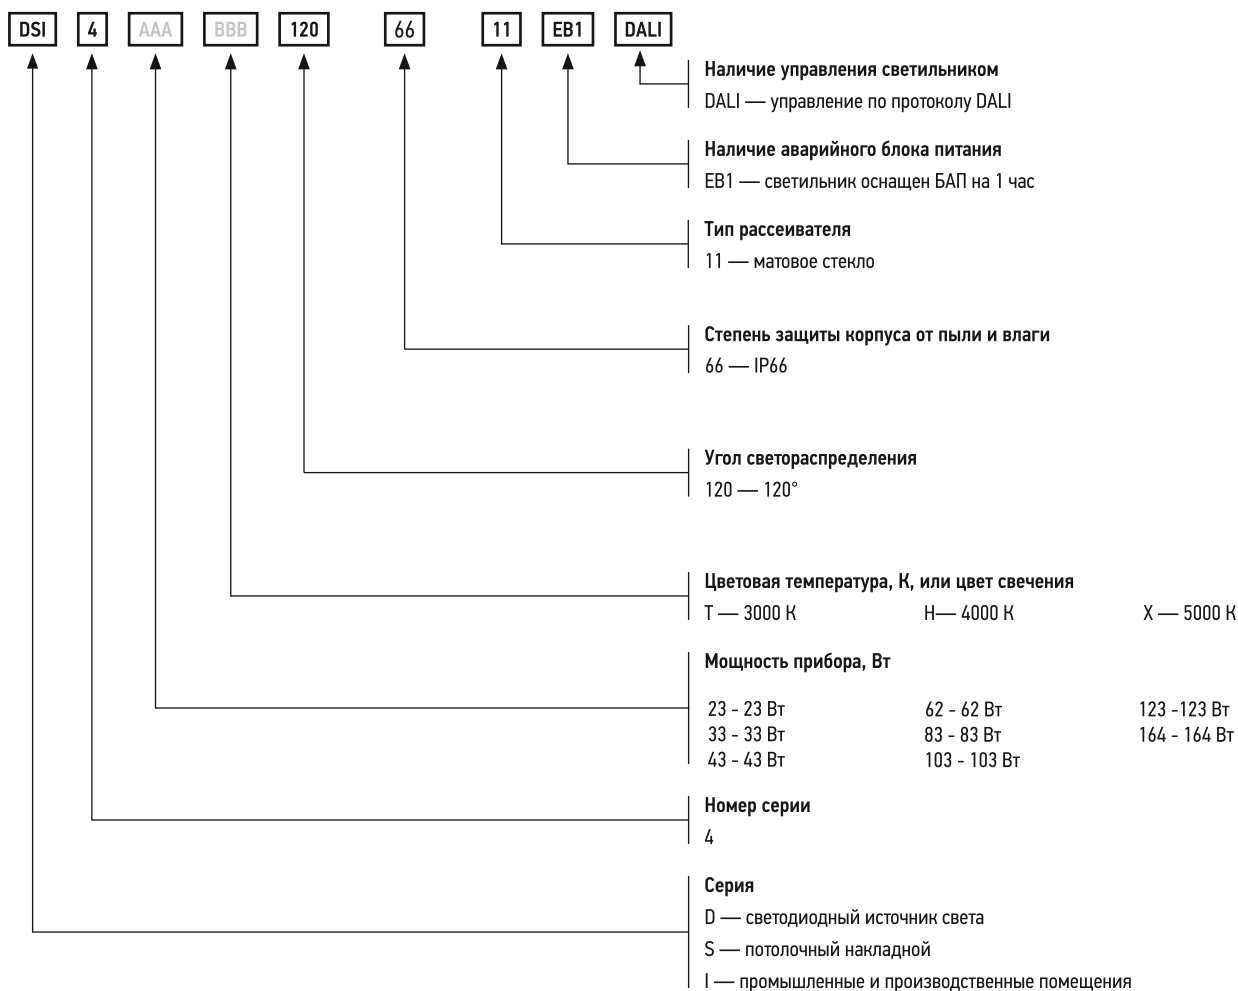 DSI 4 AAA BBB 120 66 11 EB1 DALI
Наличие управления светильником
DALI — управление по протоколу DALI
Наличие аварийного блока питания
EB1 — светильник оснащен БАП на 1 час
Тип рассеивателя
11 — матовое стекло
Степень защиты корпуса от пыли и влаги
66 — IP66
Угол светораспределения
120 — 120°
Цветовая температура, К, или цвет свечения
Т — 3000 К Н— 4000 К Х — 5000 К
Мощность прибора, Вт
23 - 23 Вт 62 - 62 Вт 123 -123 Вт
33 - 33 Вт 83 - 83 Вт 164 - 164 Вт
43 - 43 Вт 103 - 103 Вт
Номер серии
4
Серия
D — светодиодный источник света
S — потолочный накладной
I — промышленные и производственные помещения